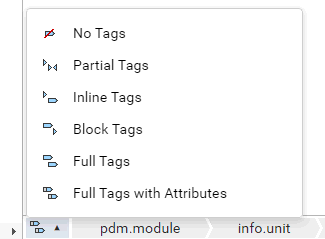 No Tags
Partial Tags
Inline Tags
Block Tags
Full Tags
Full Tags with Attributes
pdm.module info.unit